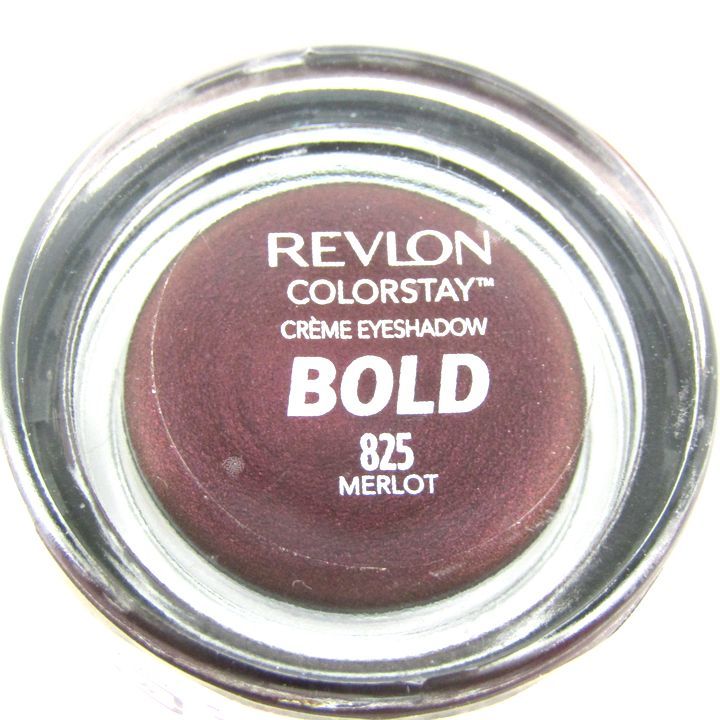 REVLON
COLORSTAY™
CRÈME EYESHADOW
BOLD
825
MERLOT